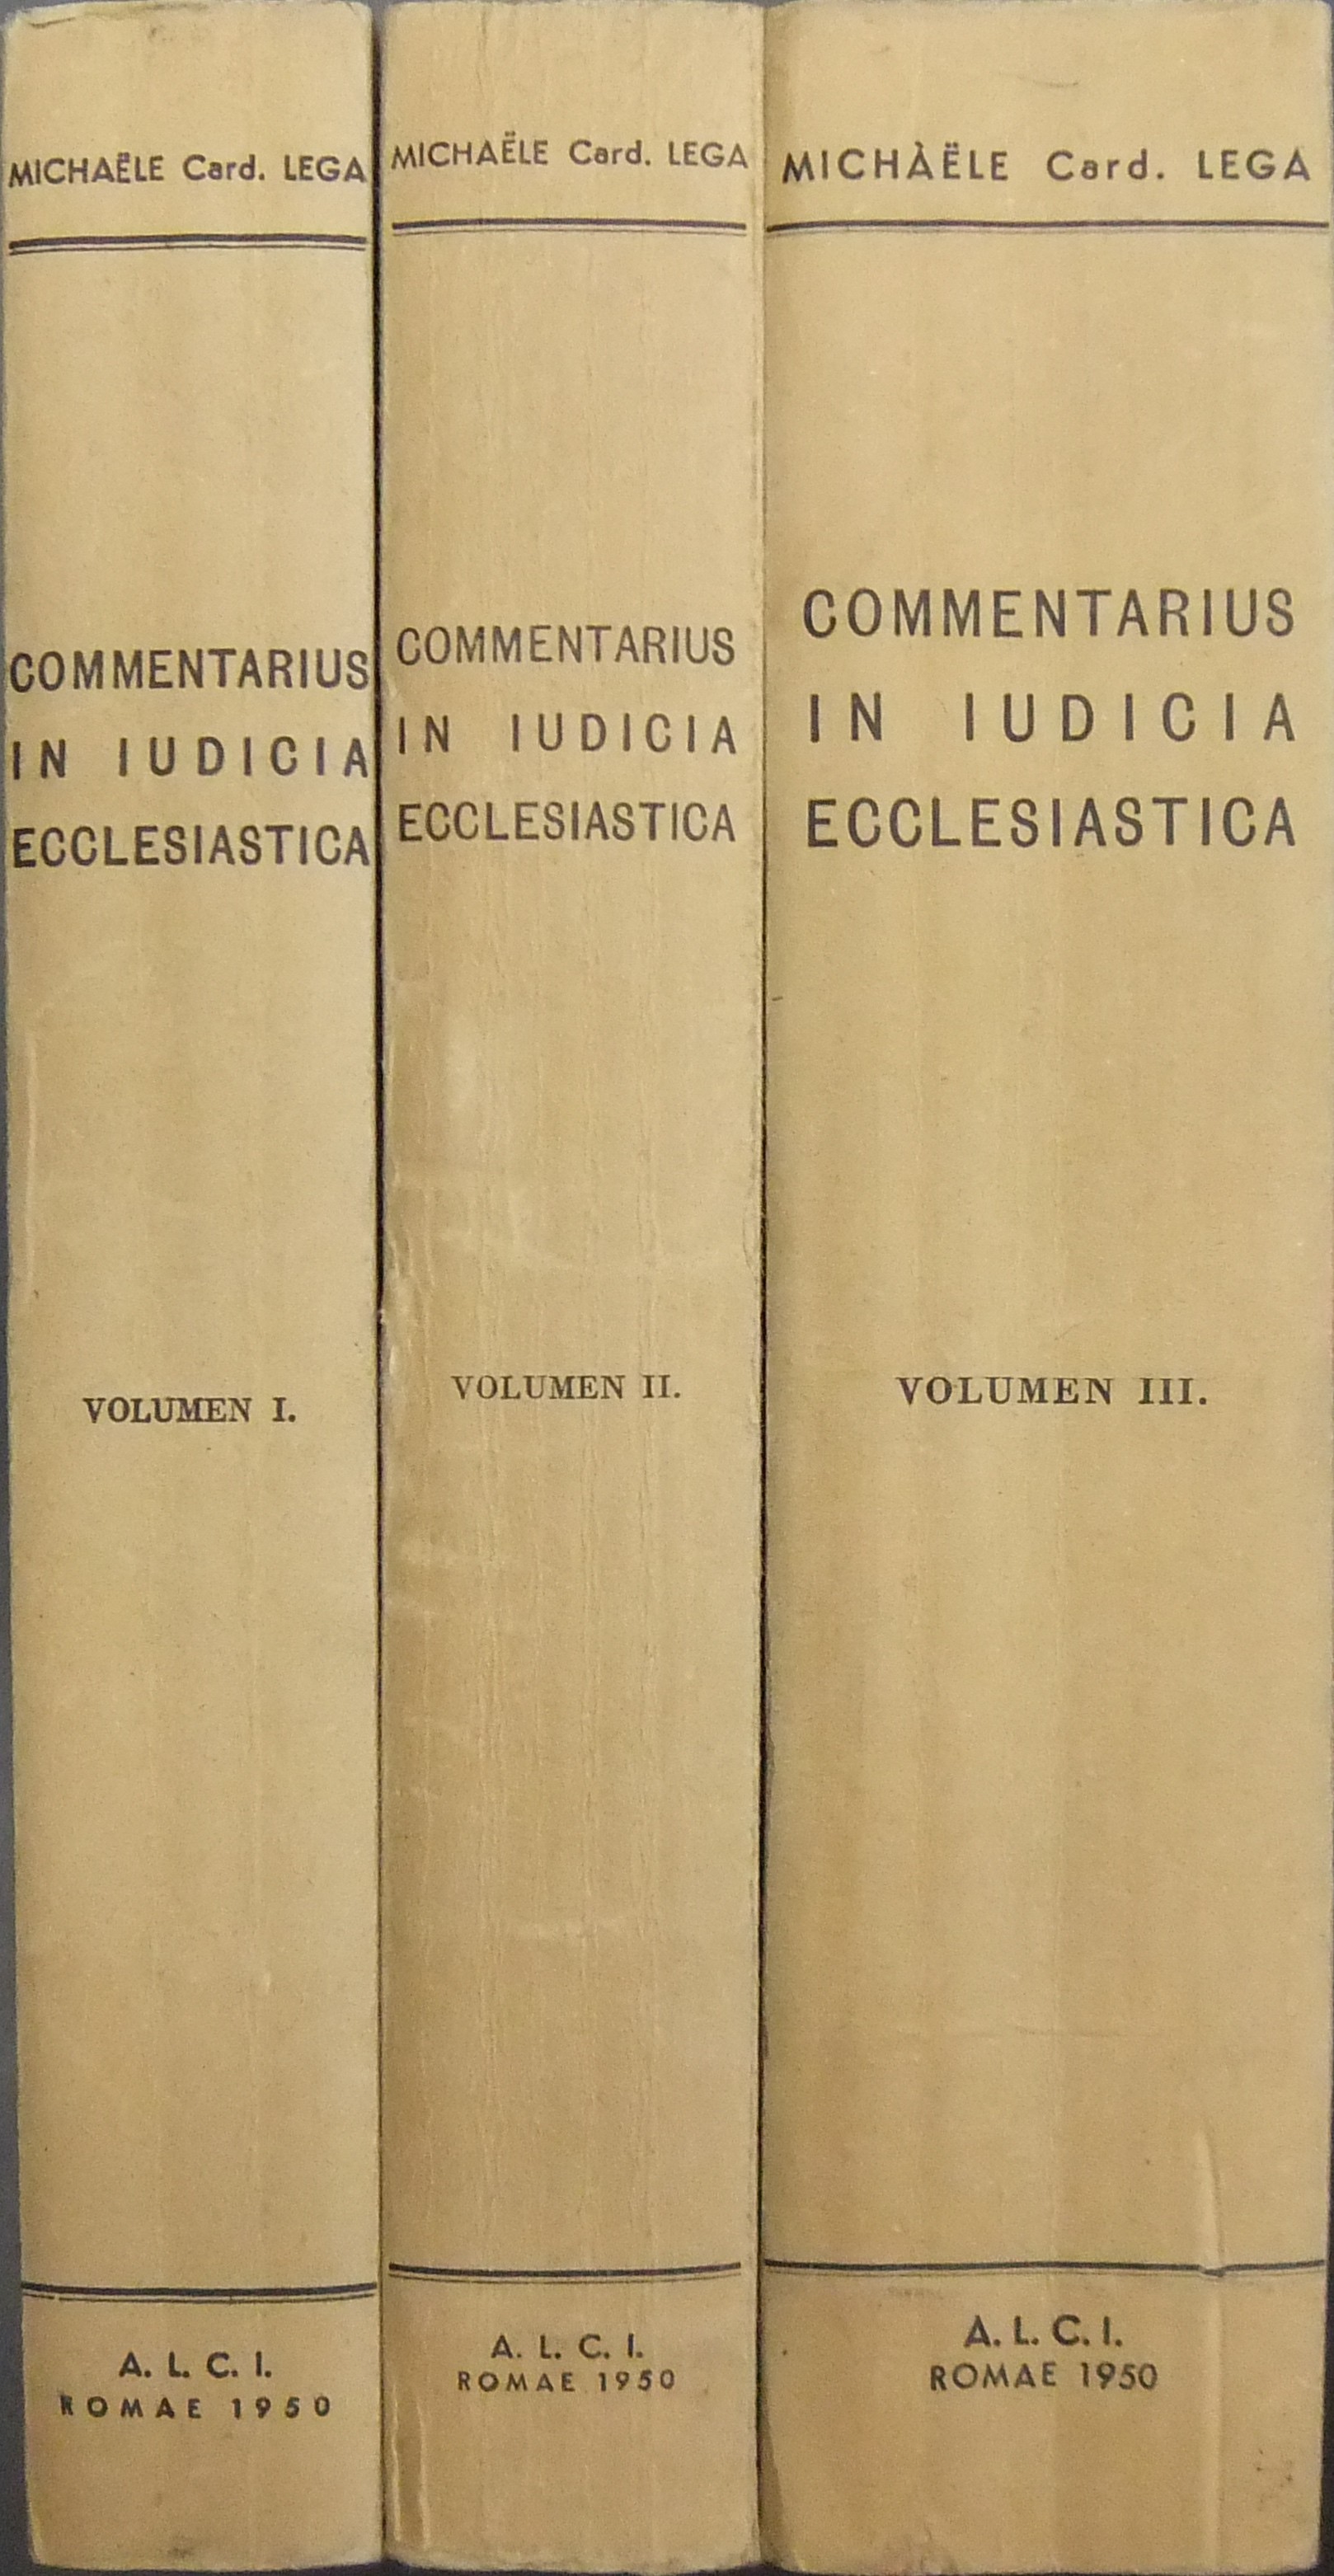 MICHAËLE Card. LEGA
COMMENTARIUS
IN IUDICIA
ECCLESIASTICA
VOLUMEN I.
A. L. C. I.
ROMAE 1950
MICHAËLE Card. LEGA
COMMENTARIUS
IN IUDICIA
ECCLESIASTICA
VOLUMEN II.
A. L. C. I.
ROMAE 1950
MICHÀËLE Card. LEGA
COMMENTARIUS
IN IUDICIA
ECCLESIASTICA
VOLUMEN III.
A. L. C. I.
ROMAE 1950